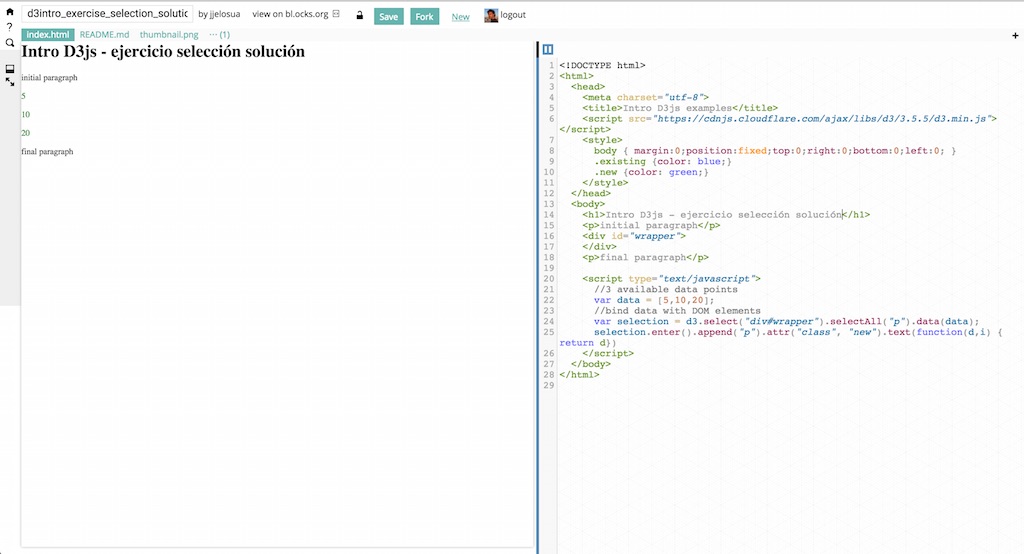 d3intro_exercise_selection_solutic by jjelosua view on bl.ocks.org Save Fork New logout
?
index.html README.md thumbnail.png ··· (1) +
Intro D3js - ejercicio selección solución
initial paragraph
5
10
20
final paragraph
1 <!DOCTYPE html>
2 <html>
3 <head>
4 <meta charset="utf-8">
5 <title>Intro D3js examples</title>
6 <script src="https://cdnjs.cloudflare.com/ajax/libs/d3/3.5.5/d3.min.js">
</script>
7 <style>
8 body { margin:0;position:fixed;top:0;right:0;bottom:0;left:0; }
9 .existing {color: blue;}
10 .new {color: green;}
11 </style>
12 </head>
13 <body>
14 <h1>Intro D3js - ejercicio selección solución</h1>
15 <p>initial paragraph</p>
16 <div id="wrapper">
17 </div>
18 <p>final paragraph</p>
19
20 <script type="text/javascript">
21 //3 available data points
22 var data = [5,10,20];
23 //bind data with DOM elements
24 var selection = d3.select("div#wrapper").selectAll("p").data(data);
25 selection.enter().append("p").attr("class", "new").text(function(d,i) {
return d})
26 </script>
27 </body>
28 </html>
29